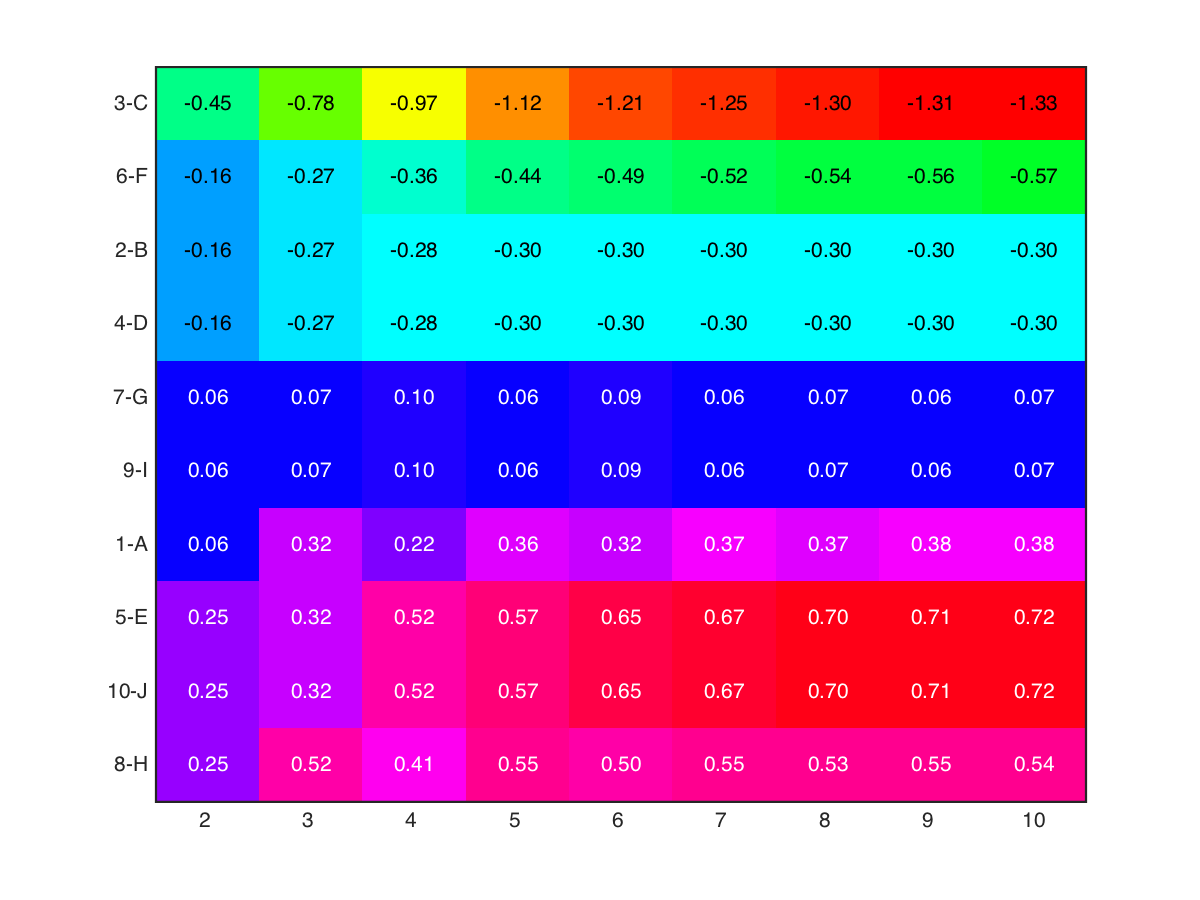 3-C -0.45 -0.78 -0.97 -1.12 -1.21 -1.25 -1.30 -1.31 -1.33
6-F -0.16 -0.27 -0.36 -0.44 -0.49 -0.52 -0.54 -0.56 -0.57
2-B -0.16 -0.27 -0.28 -0.30 -0.30 -0.30 -0.30 -0.30 -0.30
4-D -0.16 -0.27 -0.28 -0.30 -0.30 -0.30 -0.30 -0.30 -0.30
7-G 0.06 0.07 0.10 0.06 0.09 0.06 0.07 0.06 0.07
9-I 0.06 0.07 0.10 0.06 0.09 0.06 0.07 0.06 0.07
1-A 0.06 0.32 0.22 0.36 0.32 0.37 0.37 0.38 0.38
5-E 0.25 0.32 0.52 0.57 0.65 0.67 0.70 0.71 0.72
10-J 0.25 0.32 0.52 0.57 0.65 0.67 0.70 0.71 0.72
8-H 0.25 0.52 0.41 0.55 0.50 0.55 0.53 0.55 0.54
2 3 4 5 6 7 8 9 10